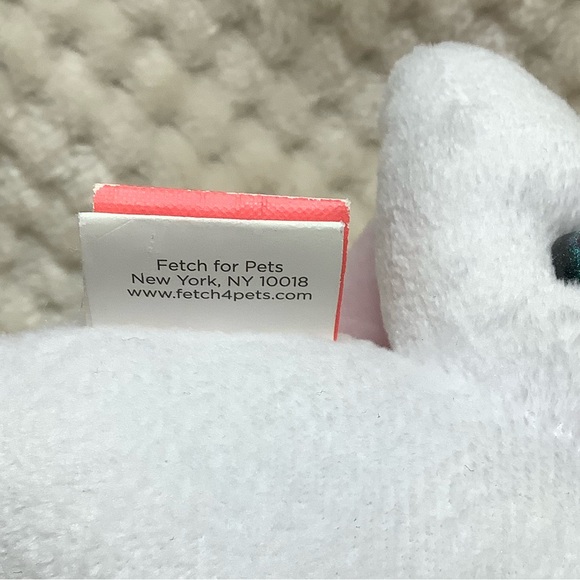 Fetch for Pets
New York, NY 10018
www.fetch4pets.com